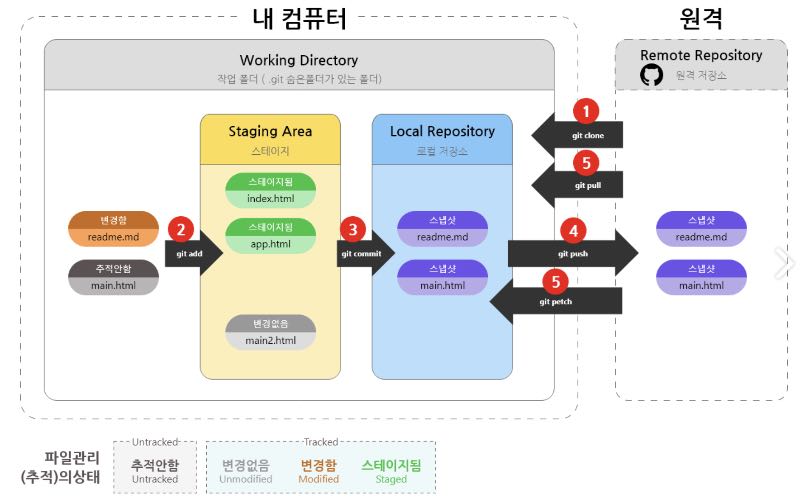 내 컴퓨터
원격
Working Directory
작업 폴더 ( .git 숨은폴더가 있는 폴더)
Remote Repository
원격 저장소
Staging Area
스테이지
Local Repository
로컬 저장소
1
git clone
5
git pull
스테이지됨
index.html
변경함
readme.md
2
git add
스테이지됨
app.html
3
git commit
스냅샷
readme.md
4
git push
스냅샷
readme.md
추적안함
main.html
스냅샷
main.html
5
git petch
스냅샷
main.html
변경없음
main2.html
파일관리
(추적)의상태
Untracked
추적안함
Untracked
Tracked
변경없음
Unmodified
변경함
Modified
스테이지됨
Staged